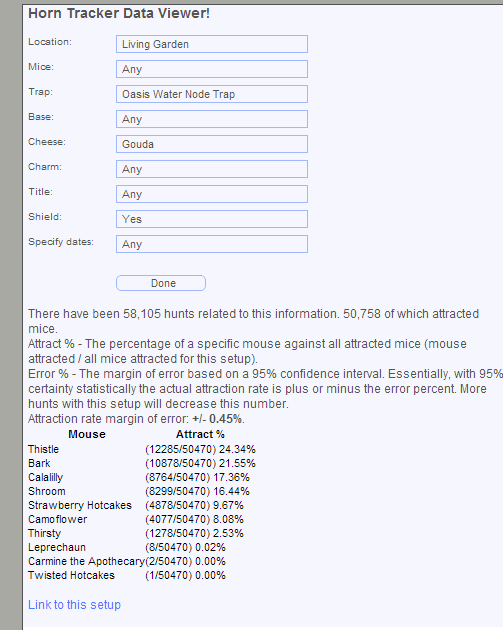 Horn Tracker Data Viewer!
Location: Living Garden
Mice: Any
Trap: Oasis Water Node Trap
Base: Any
Cheese: Gouda
Charm: Any
Title: Any
Shield: Yes
Specify dates: Any
Done
There have been 58,105 hunts related to this information. 50,758 of which attracted
mice.
Attract % - The percentage of a specific mouse against all attracted mice (mouse
attracted / all mice attracted for this setup).
Error % - The margin of error based on a 95% confidence interval. Essentially, with 95%
certainty statistically the actual attraction rate is plus or minus the error percent. More
hunts with this setup will decrease this number.
Attraction rate margin of error: +/- 0.45%.
Mouse Attract %
Thistle (12285/50470) 24.34%
Bark (10878/50470) 21.55%
Calalilly (8764/50470) 17.36%
Shroom (8299/50470) 16.44%
Strawberry Hotcakes (4878/50470) 9.67%
Camoflower (4077/50470) 8.08%
Thirsty (1278/50470) 2.53%
Leprechaun (8/50470) 0.02%
Carmine the Apothecary(2/50470) 0.00%
Twisted Hotcakes (1/50470) 0.00%
Link to this setup